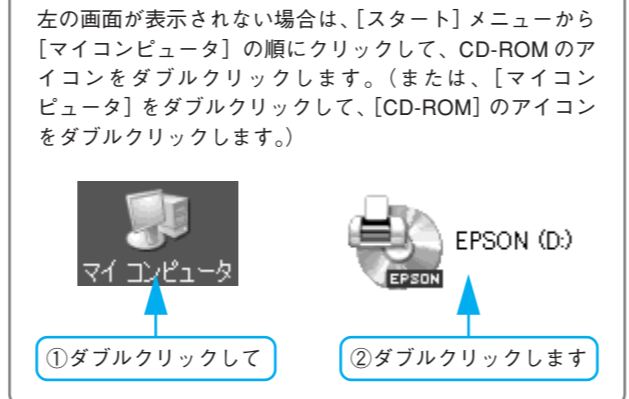 左の画面が表示されない場合は、［スタート］メニューから
［マイコンピュータ］の順にクリックして、CD-ROMのア
イコンをダブルクリックします。（または、［マイコン
ピュータ］をダブルクリックして、［CD-ROM］のアイコン
をダブルクリックします。）
マイ コンピュータ
EPSON (D:)
EPSON
①ダブルクリックして
②ダブルクリックします